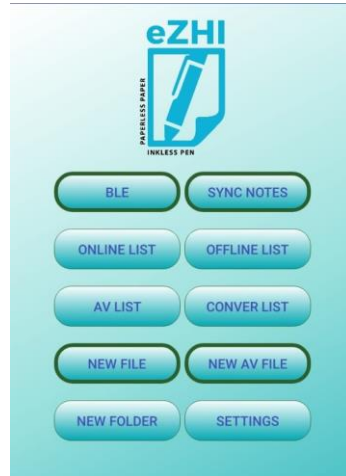 eZHI
PAPERLESS PAPER
INKLESS PEN
BLE
SYNC NOTES
ONLINE LIST
OFFLINE LIST
AV LIST
CONVER LIST
NEW FILE
NEW AV FILE
NEW FOLDER
SETTINGS